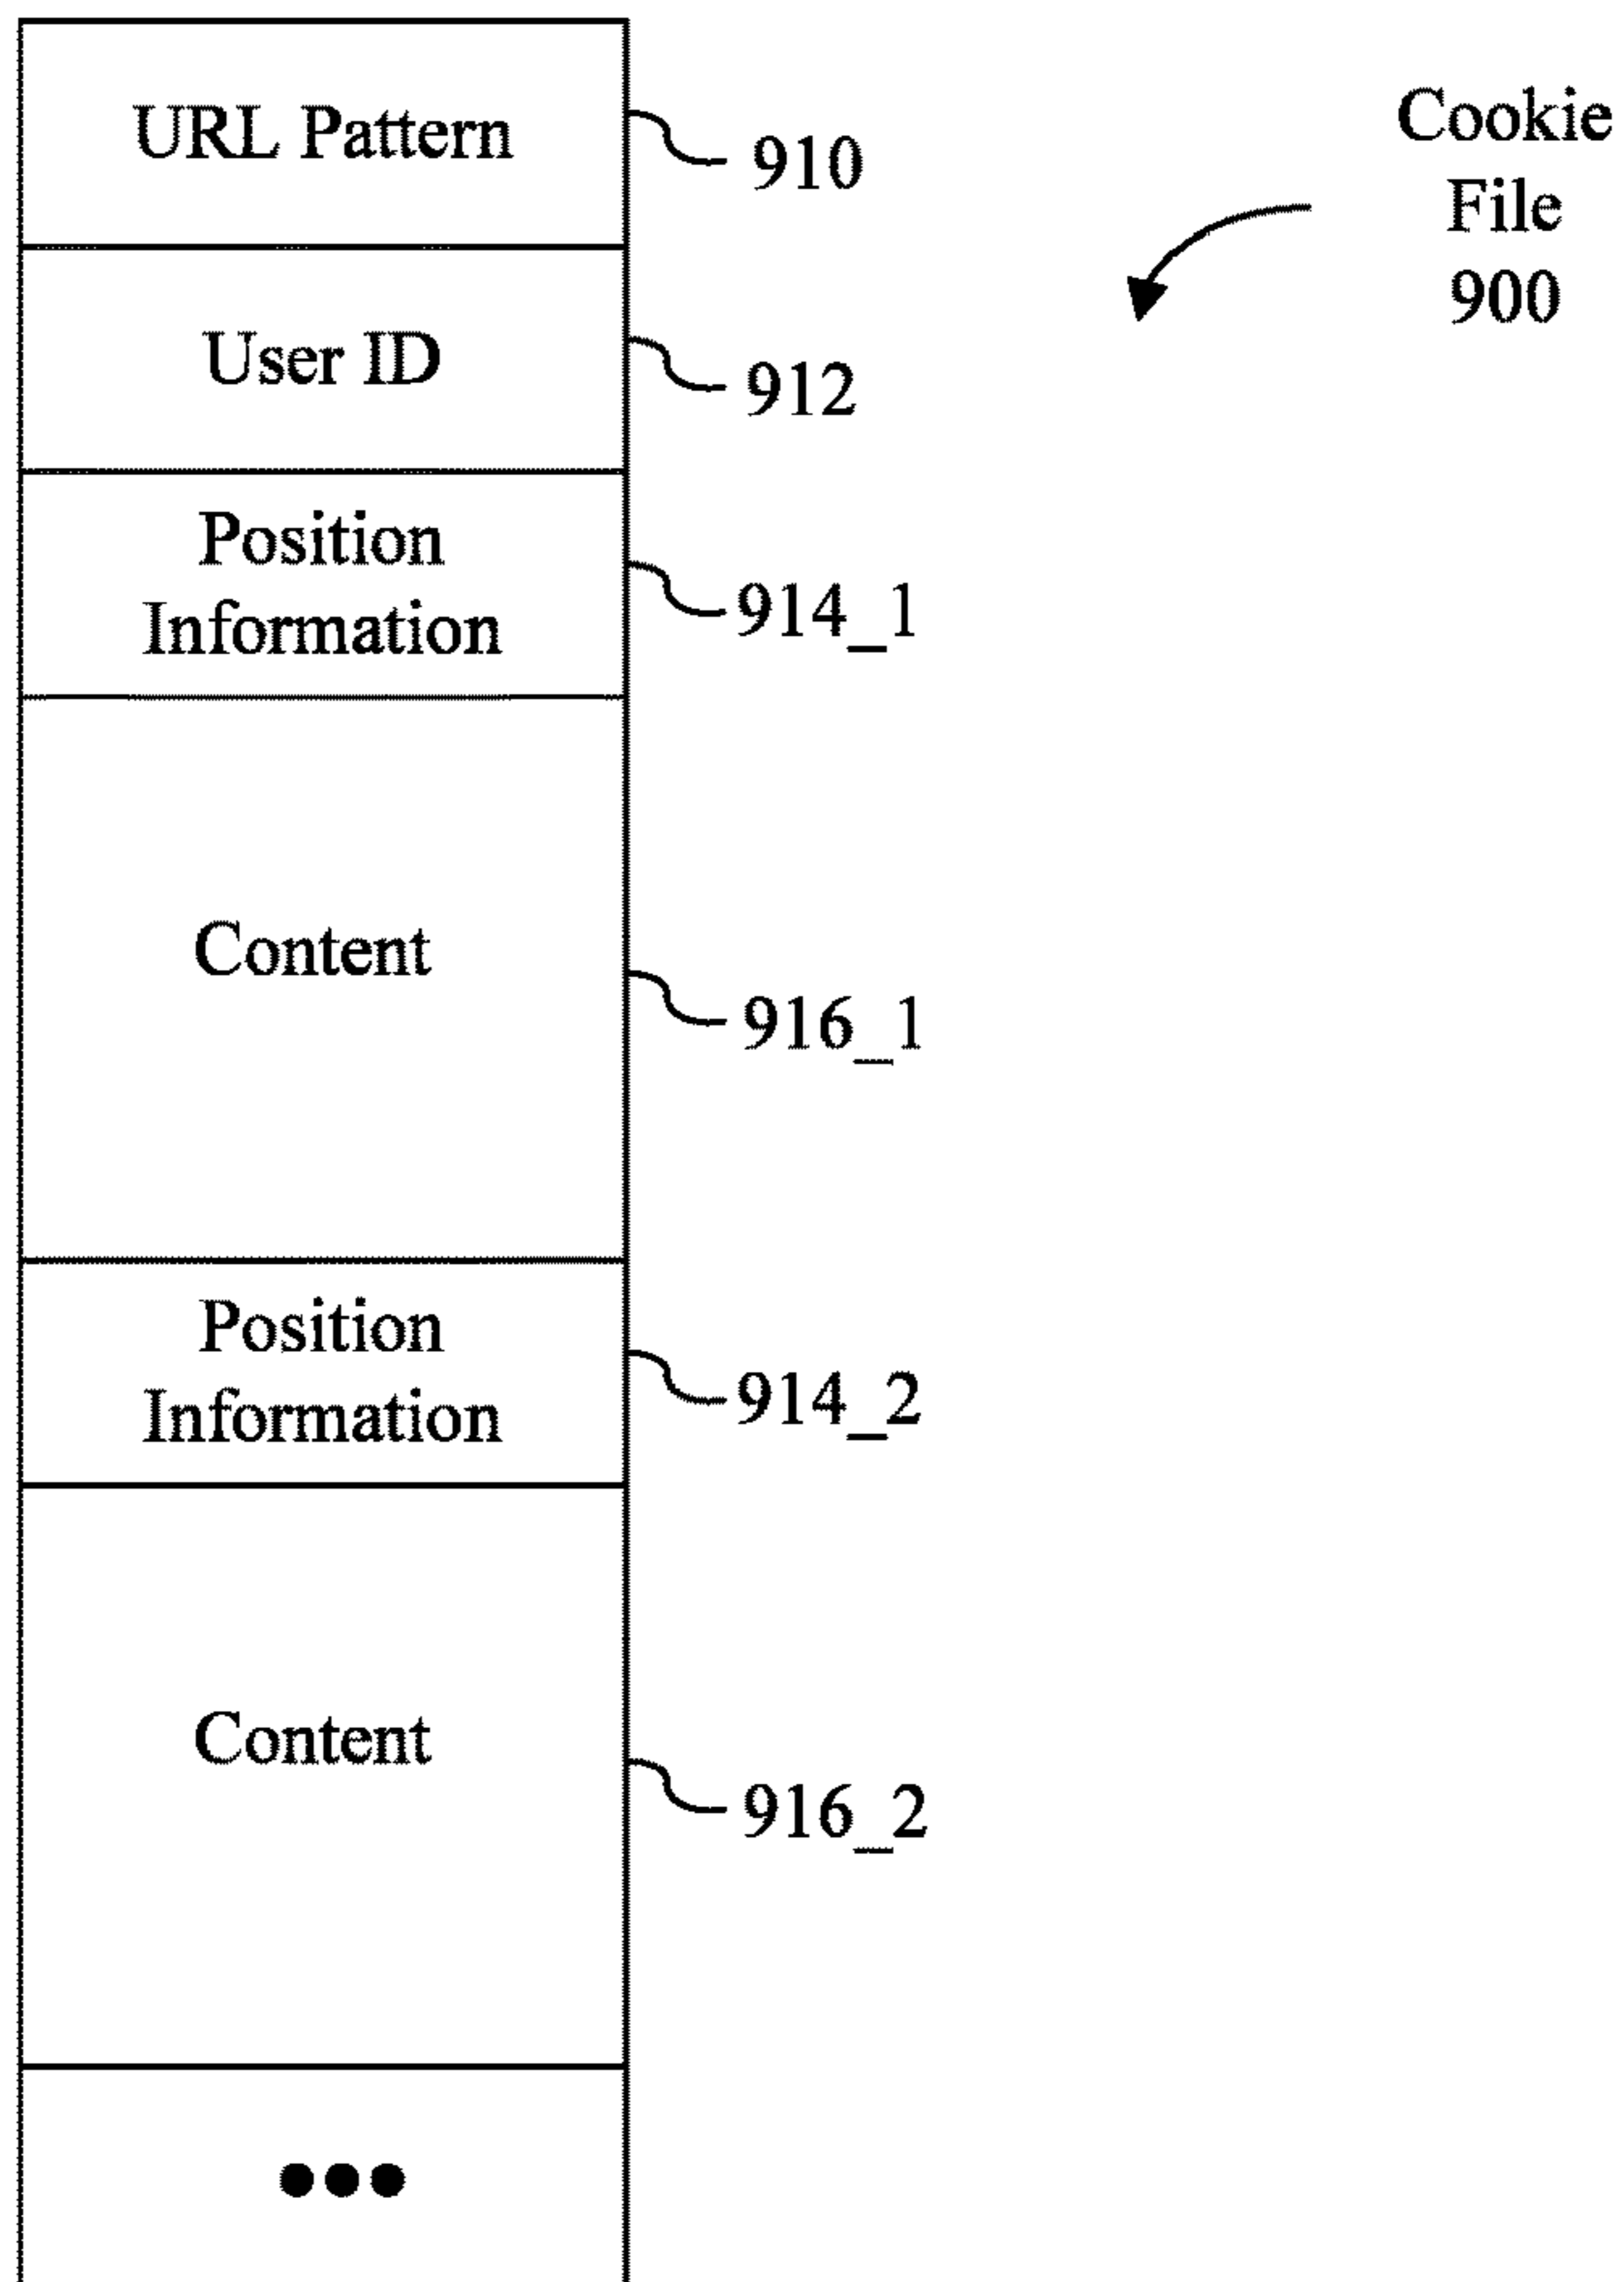 URL Pattern
910
Cookie
File
900
User ID
912
Position
Information
914_1
Content
916_1
Position
Information
914_2
Content
916_2
•••